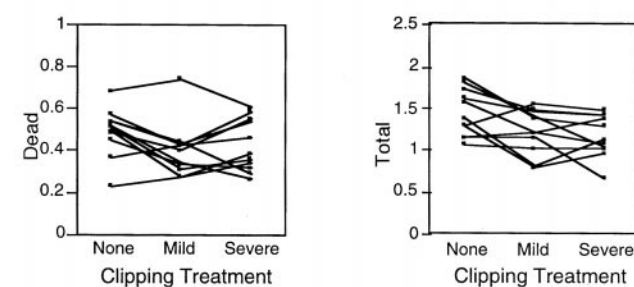 1
0.8
0.6
0.4
0.2
0
Dead
None Mild Severe
Clipping Treatment
2.5
2
1.5
1
0.5
0
Total
None Mild Severe
Clipping Treatment